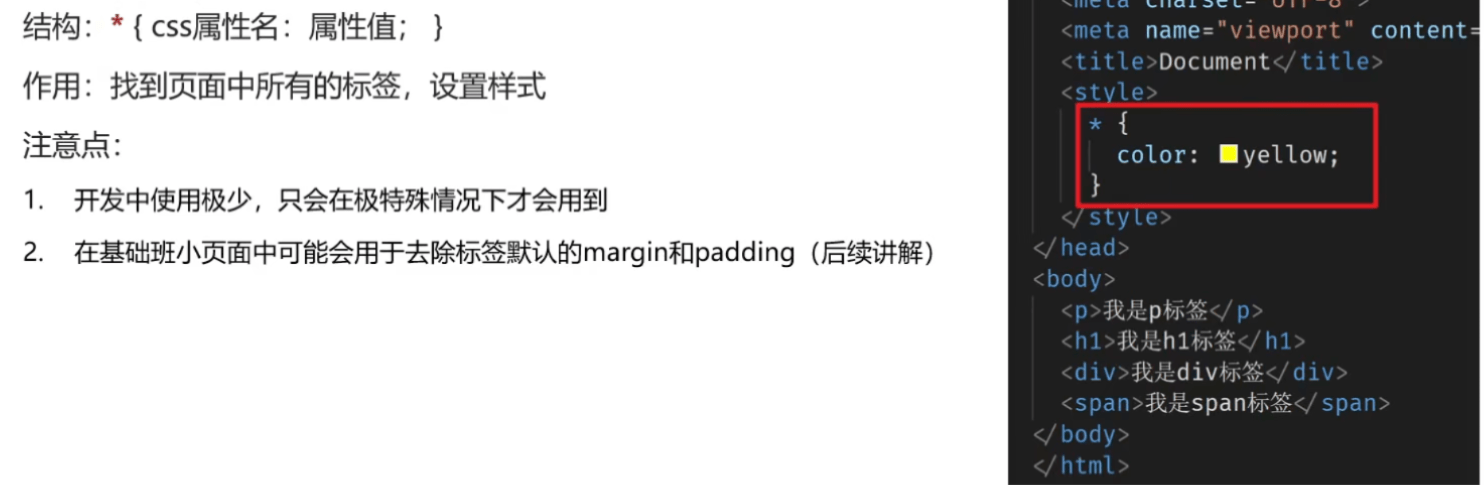 结构：* { css属性名：属性值； }
作用：找到页面中所有的标签，设置样式
注意点：
1. 开发中使用极少，只会在极特殊情况下才会用到
2. 在基础班小页面中可能会用于去除标签默认的margin和padding（后续讲解）
<meta charset="UTF-8">
<meta name="viewport" content=
<title>Document</title>
<style>
* {
color: yellow;
}
</style>
</head>
<body>
<p>我是p标签</p>
<h1>我是h1标签</h1>
<div>我是div标签</div>
<span>我是span标签</span>
</body>
</html>